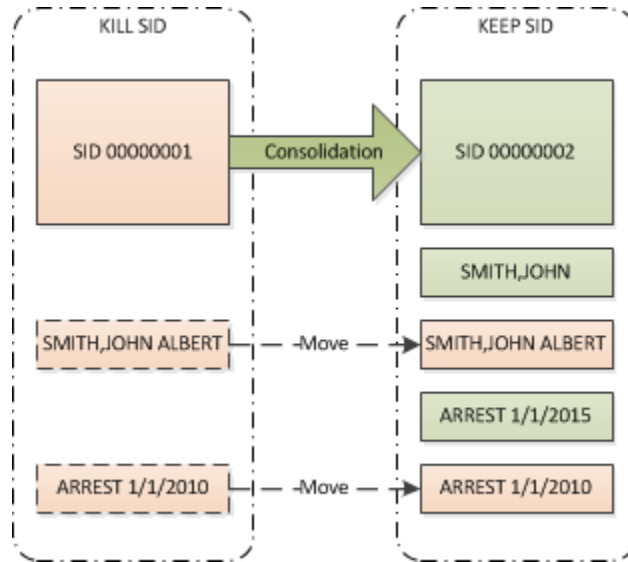 KILL SID
KEEP SID
SID 00000001
Consolidation
SID 00000002
SMITH,JOHN
SMITH,JOHN ALBERT
Move
SMITH,JOHN ALBERT
ARREST 1/1/2015
ARREST 1/1/2010
Move
ARREST 1/1/2010